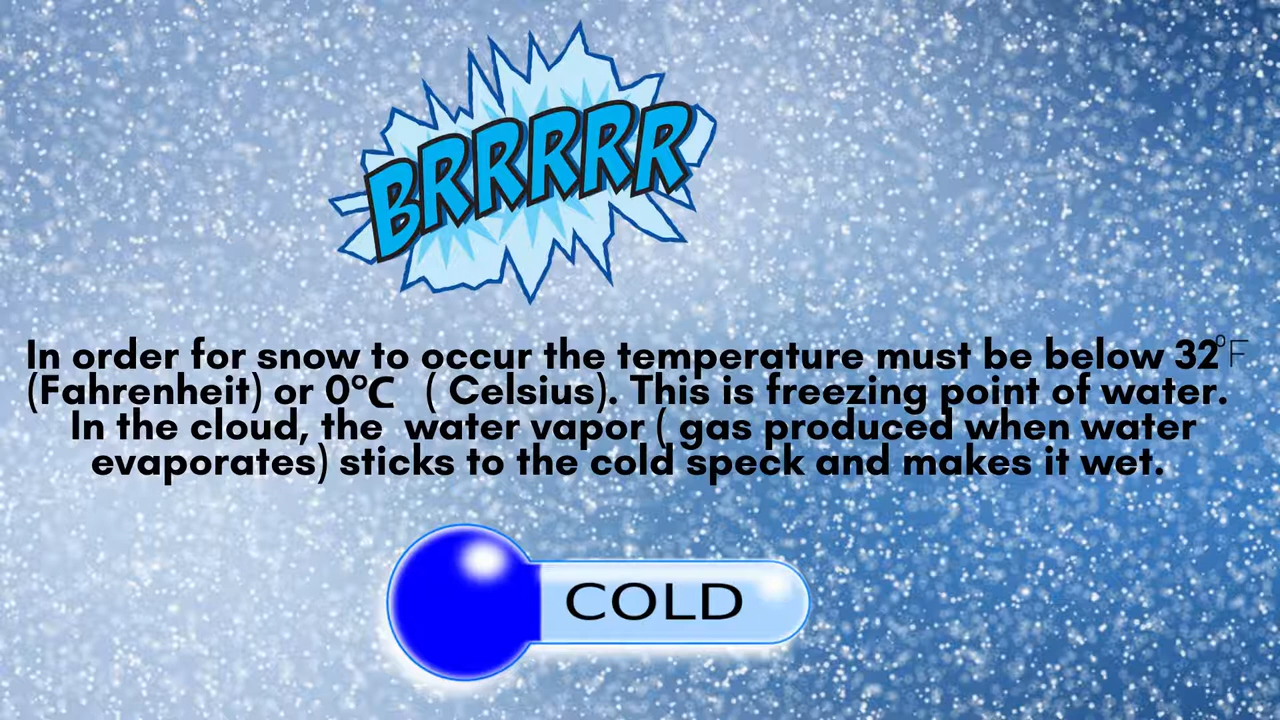 BRRRRR
In order for snow to occur the temperature must be below 32°F
(Fahrenheit) or 0°C ( Celsius). This is freezing point of water.
In the cloud, the water vapor ( gas produced when water
evaporates) sticks to the cold speck and makes it wet.
COLD